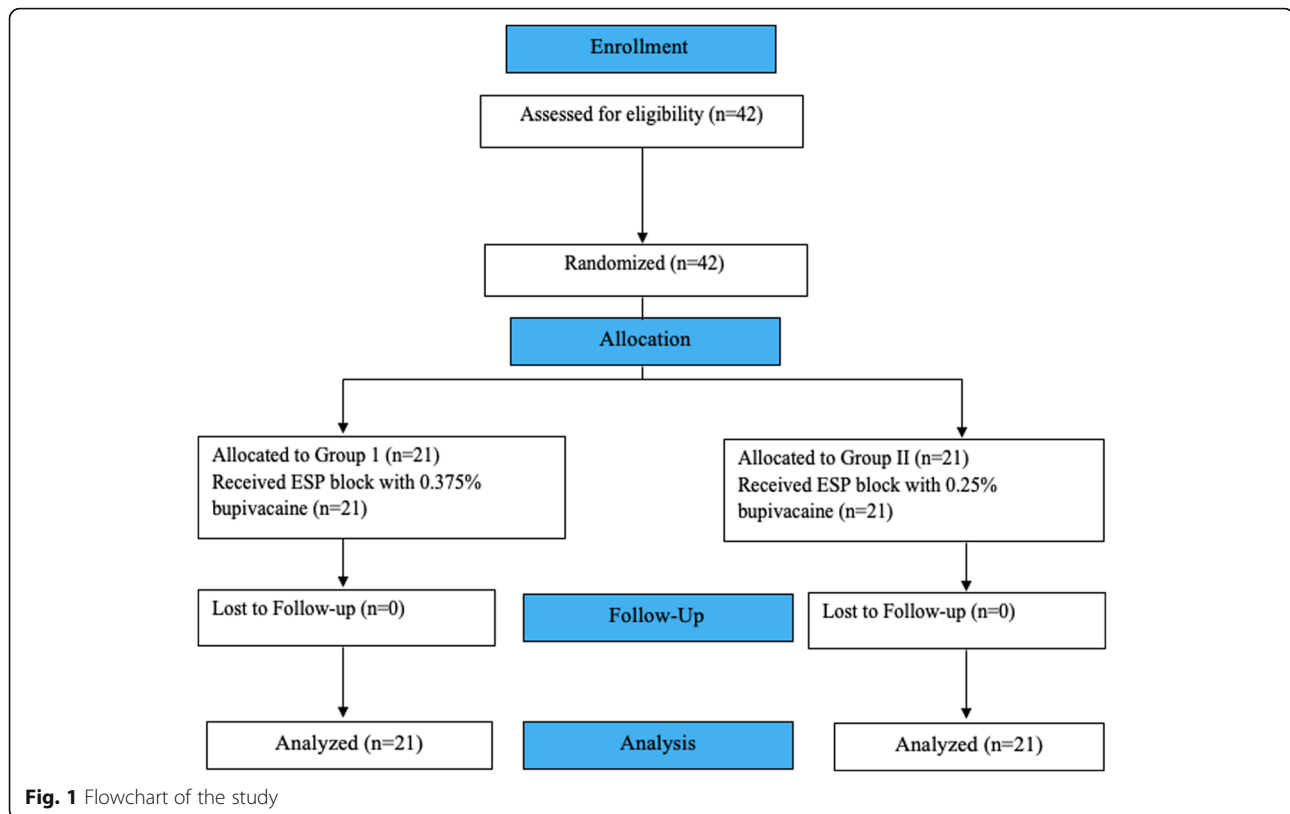 Enrollment
Assessed for eligibility (n=42)
Randomized (n=42)
Allocation
Allocated to Group 1 (n=21)
Received ESP block with 0.375%
bupivacaine (n=21)
Allocated to Group II (n=21)
Received ESP block with 0.25%
bupivacaine (n=21)
Lost to Follow-up (n=0)
Follow-Up
Lost to Follow-up (n=0)
Analyzed (n=21)
Analysis
Analyzed (n=21)
Fig. 1 Flowchart of the study